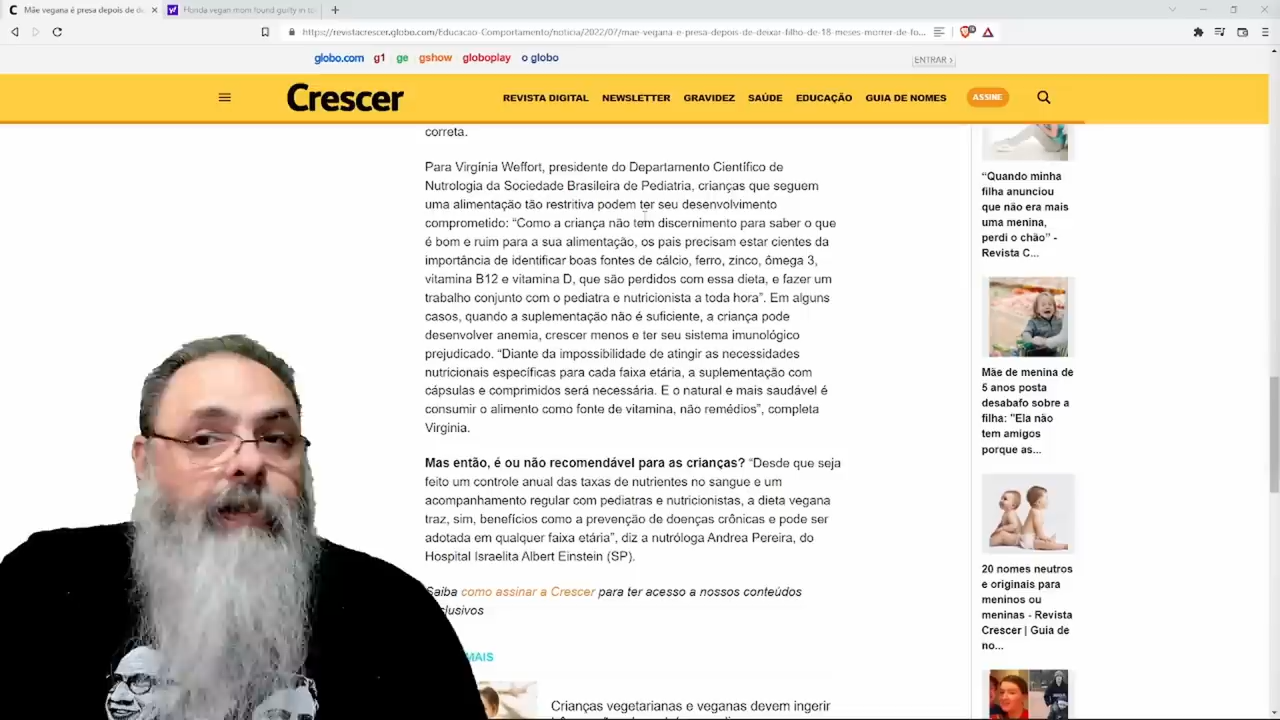 Mãe vegana é presa depois de de
Honda vegan mom found guilty in to
https://revistacrescer.globo.com/Educacao-Comportamento/noticia/2022/07/mae-vegana-e-presa-depois-de-deixar-filho-de-18-meses-morrer-de-fo...
globo.com g1 ge gshow globoplay o globo
ENTRAR ›
Crescer
REVISTA DIGITAL NEWSLETTER GRAVIDEZ SAÚDE EDUCAÇÃO GUIA DE NOMES ASSINE
correta.
Para Virgínia Weffort, presidente do Departamento Científico de
Nutrologia da Sociedade Brasileira de Pediatria, crianças que seguem
uma alimentação tão restritiva podem ter seu desenvolvimento
comprometido: “Como a criança não tem discernimento para saber o que
é bom e ruim para a sua alimentação, os pais precisam estar cientes da
importância de identificar boas fontes de cálcio, ferro, zinco, ômega 3,
vitamina B12 e vitamina D, que são perdidos com essa dieta, e fazer um
trabalho conjunto com o pediatra e nutricionista a toda hora”. Em alguns
casos, quando a suplementação não é suficiente, a criança pode
desenvolver anemia, crescer menos e ter seu sistema imunológico
prejudicado. “Diante da impossibilidade de atingir as necessidades
nutricionais específicas para cada faixa etária, a suplementação com
cápsulas e comprimidos será necessária. E o natural e mais saudável é
consumir o alimento como fonte de vitamina, não remédios”, completa
Virgínia.
Mas então, é ou não recomendável para as crianças? “Desde que seja
feito um controle anual das taxas de nutrientes no sangue e um
acompanhamento regular com pediatras e nutricionistas, a dieta vegana
traz, sim, benefícios como a prevenção de doenças crônicas e pode ser
adotada em qualquer faixa etária”, diz a nutróloga Andrea Pereira, do
Hospital Israelita Albert Einstein (SP).
Saiba como assinar a Crescer para ter acesso a nossos conteúdos
clusivos
MAIS
Crianças vegetarianas e veganas devem ingerir
“Quando minha
filha anunciou
que não era mais
uma menina,
perdi o chão” -
Revista C...
Mãe de menina de
5 anos posta
desabafo sobre a
filha: "Ela não
tem amigos
porque as...
20 nomes neutros
e originais para
meninos ou
meninas - Revista
Crescer | Guia de
no...